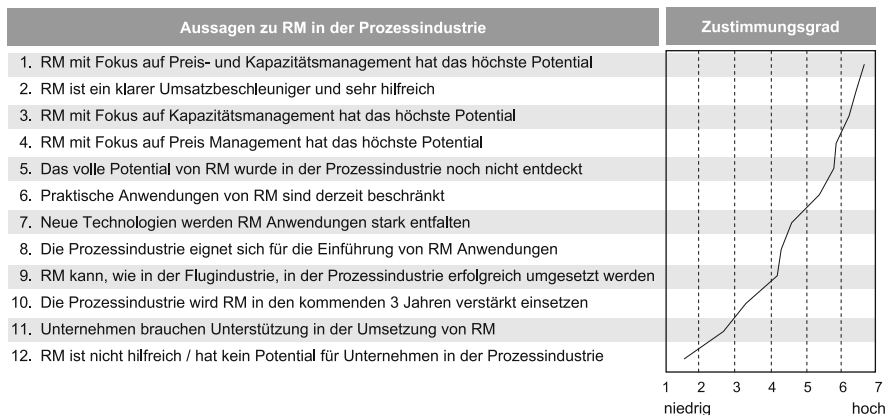 Aussagen zu RM in der Prozessindustrie
Zustimmungsgrad
1. RM mit Fokus auf Preis- und Kapazitätsmanagement hat das höchste Potential
2. RM ist ein klarer Umsatzbeschleuniger und sehr hilfreich
3. RM mit Fokus auf Kapazitätsmanagement hat das höchste Potential
4. RM mit Fokus auf Preis Management hat das höchste Potential
5. Das volle Potential von RM wurde in der Prozessindustrie noch nicht entdeckt
6. Praktische Anwendungen von RM sind derzeit beschränkt
7. Neue Technologien werden RM Anwendungen stark entfalten
8. Die Prozessindustrie eignet sich für die Einführung von RM Anwendungen
9. RM kann, wie in der Flugindustrie, in der Prozessindustrie erfolgreich umgesetzt werden
10. Die Prozessindustrie wird RM in den kommenden 3 Jahren verstärkt einsetzen
11. Unternehmen brauchen Unterstützung in der Umsetzung von RM
12. RM ist nicht hilfreich / hat kein Potential für Unternehmen in der Prozessindustrie
1 2 3 4 5 6 7
niedrig hoch